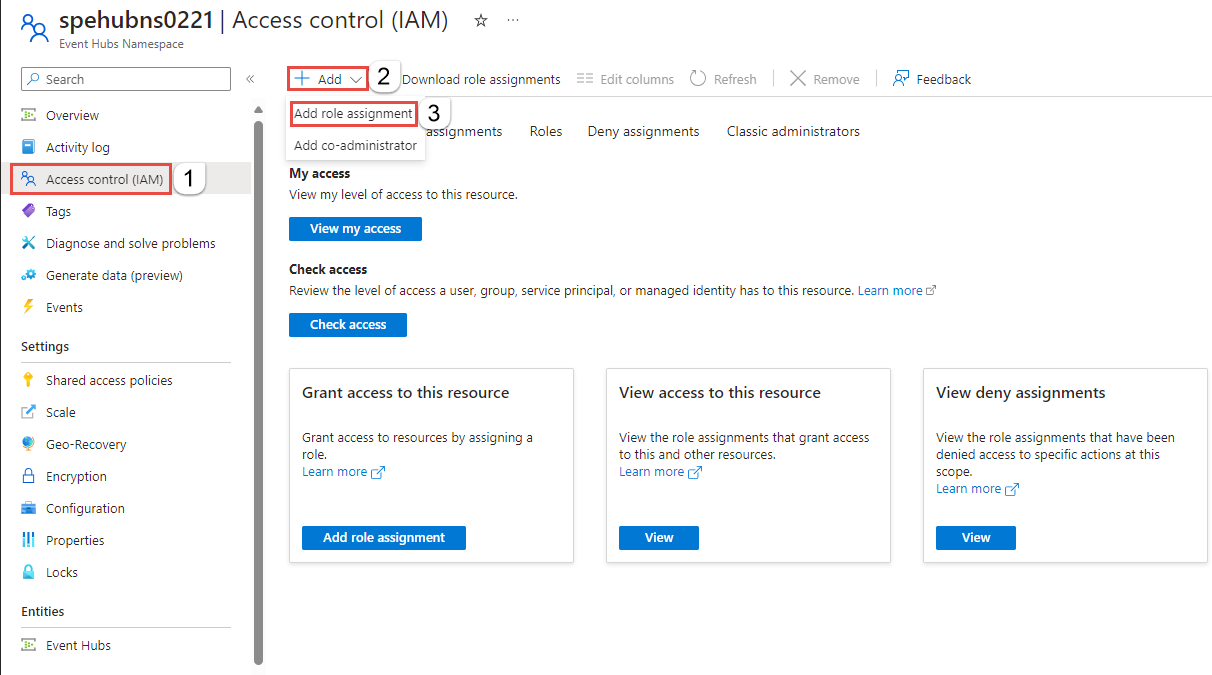 spehubns0221 | Access control (IAM) ☆ ...
Event Hubs Namespace
Search «
Overview
Activity log
Access control (IAM) 1
Tags
Diagnose and solve problems
Generate data (preview)
Events
Settings
Shared access policies
Scale
Geo-Recovery
Encryption
Configuration
Properties
Locks
Entities
Event Hubs
Add 2 Download role assignments Edit columns Refresh Remove Feedback
Add role assignment 3
assignments Roles Deny assignments Classic administrators
Add co-administrator
My access
View my level of access to this resource.
View my access
Check access
Review the level of access a user, group, service principal, or managed identity has to this resource. Learn more
Check access
Grant access to this resource
Grant access to resources by assigning a
role.
Learn more
Add role assignment
View access to this resource
View the role assignments that grant access
to this and other resources.
Learn more
View
View deny assignments
View the role assignments that have been
denied access to specific actions at this
scope.
Learn more
View